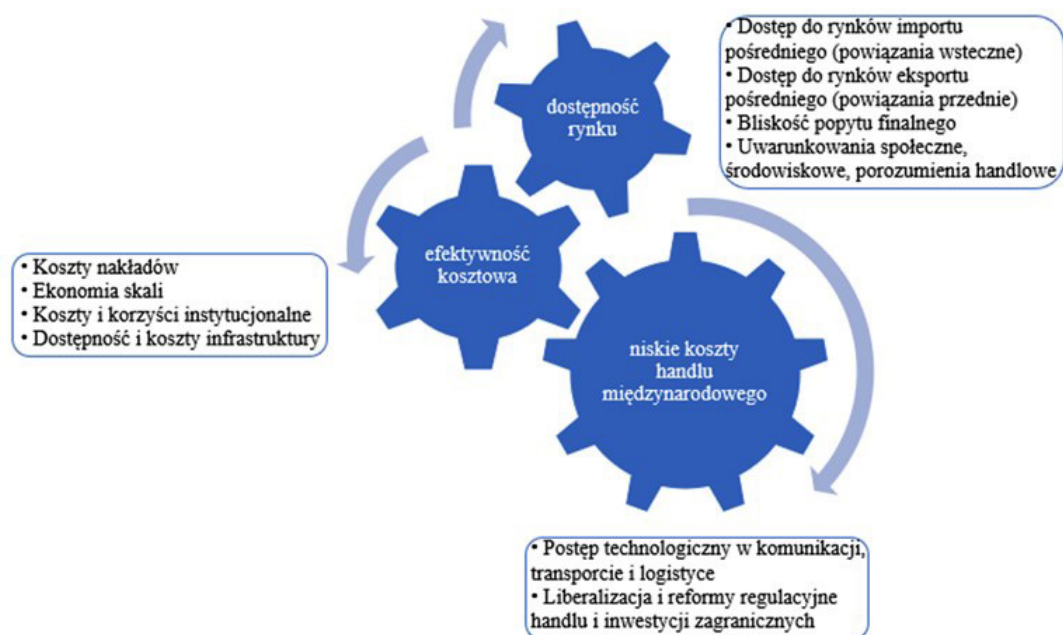 • Dostęp do rynków importu
pośredniego (powiązania wsteczne)
• Dostęp do rynków eksportu
pośredniego (powiązania przednie)
• Bliskość popytu finalnego
• Uwarunkowania społeczne,
środowiskowe, porozumienia handlowe
dostępność
rynku
efektywność
kosztowa
• Koszty nakładów
• Ekonomia skali
• Koszty i korzyści instytucjonalne
• Dostępność i koszty infrastruktury
niskie koszty
handlu
międzynarodowego
• Postęp technologiczny w komunikacji,
transporcie i logistyce
• Liberalizacja i reformy regulacyjne
handlu i inwestycji zagranicznych